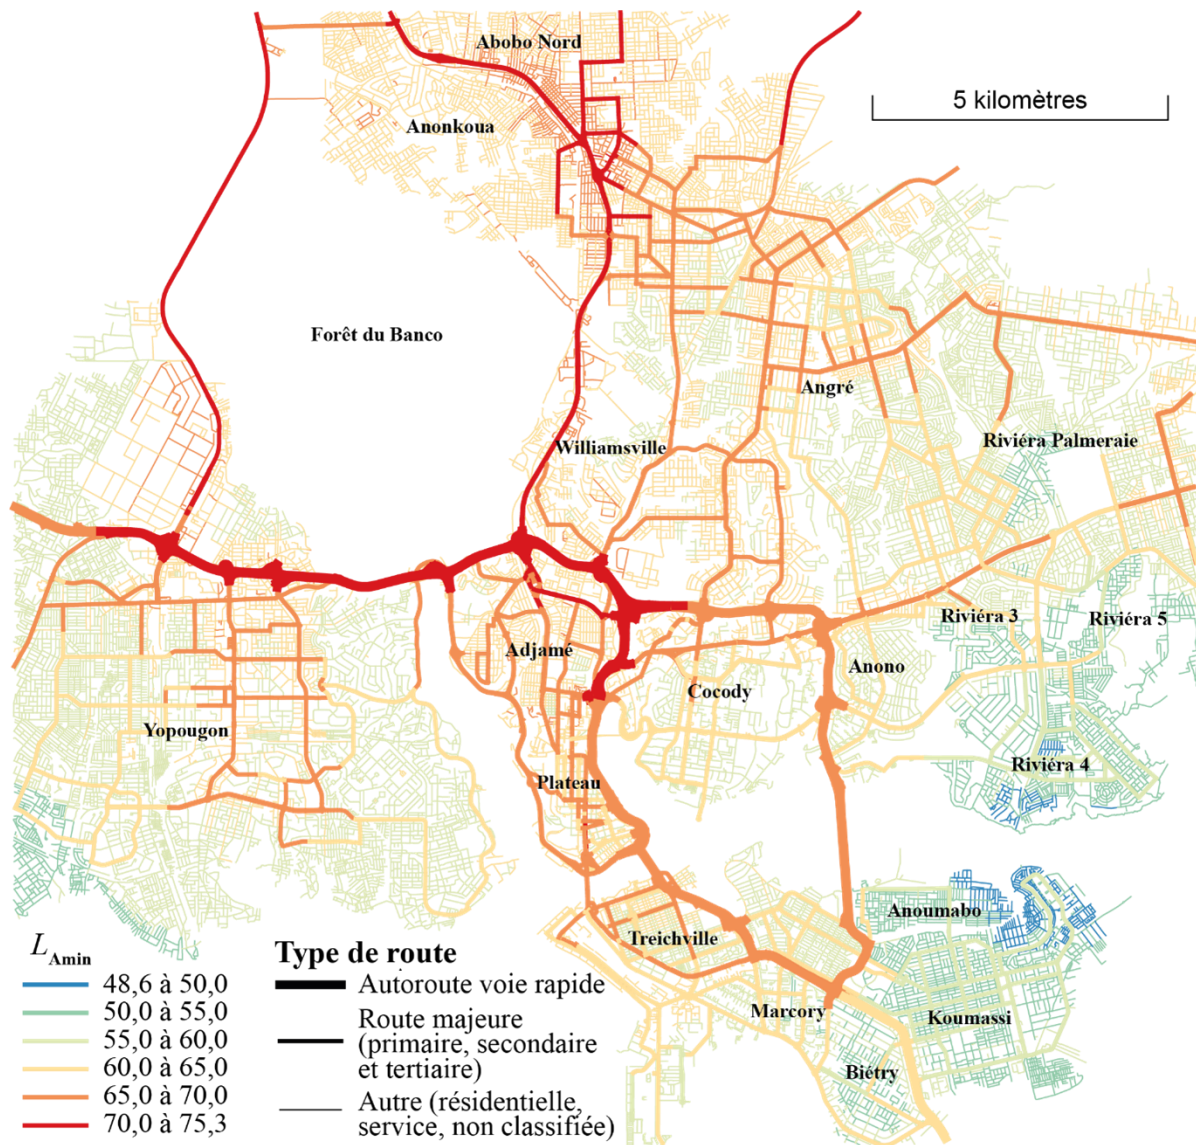 Abobo Nord
5 kilomètres
Anonkoua
Forêt du Banco
Angré
Williamsville
Riviéra Palmeraie
Riviéra 3
Riviéra 5
Adjamé
Anono
Cocody
Yopougon
Riviéra 4
Plateau
Anoumabo
Treichville
Marcory
Koumassi
Biétry
L Amin
48,6 à 50,0
50,0 à 55,0
55,0 à 60,0
60,0 à 65,0
65,0 à 70,0
70,0 à 75,3
Type de route
Autoroute voie rapide
Route majeure
(primaire, secondaire
et tertiaire)
Autre (résidentielle,
service, non classifiée)